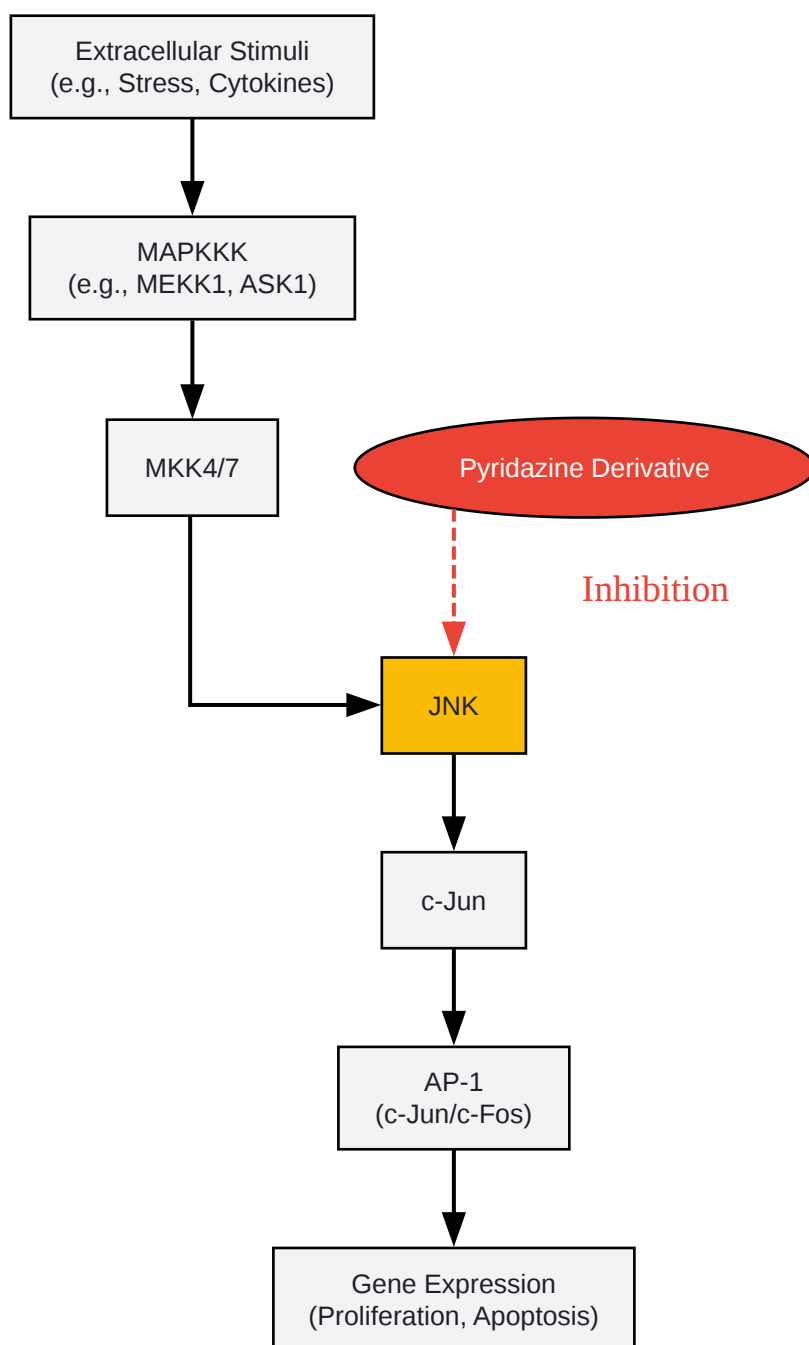 Extracellular Stimuli
(e.g., Stress, Cytokines)
MAPKKK
(e.g., MEKK1, ASK1)
MKK4/7
Pyridazine Derivative
Inhibition
JNK
c-Jun
AP-1
(c-Jun/c-Fos)
Gene Expression
(Proliferation, Apoptosis)